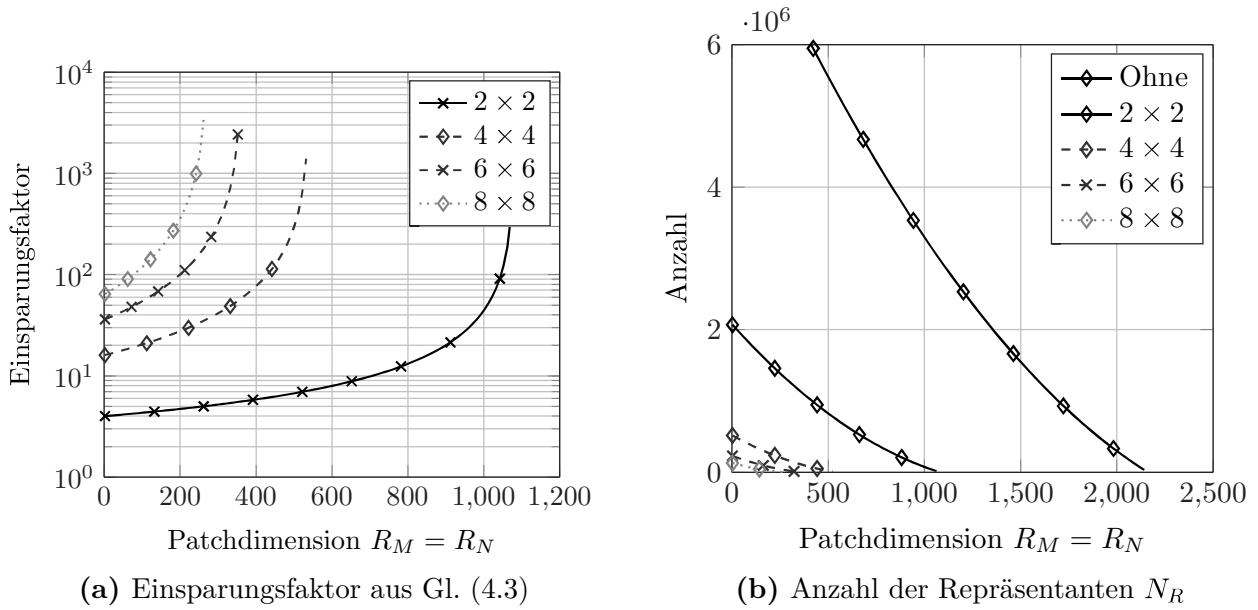 10^4
10^3
10^2
10^1
10^0
Einsparungsfaktor
0 200 400 600 800 1,000 1,200
Patchdimension R_M = R_N
2 × 2
4 × 4
6 × 6
8 × 8
(a) Einsparungsfaktor aus Gl. (4.3)
·10^6
6
4
2
0
Anzahl
0 500 1,000 1,500 2,000 2,500
Patchdimension R_M = R_N
Ohne
2 × 2
4 × 4
6 × 6
8 × 8
(b) Anzahl der Repräsentanten N_R